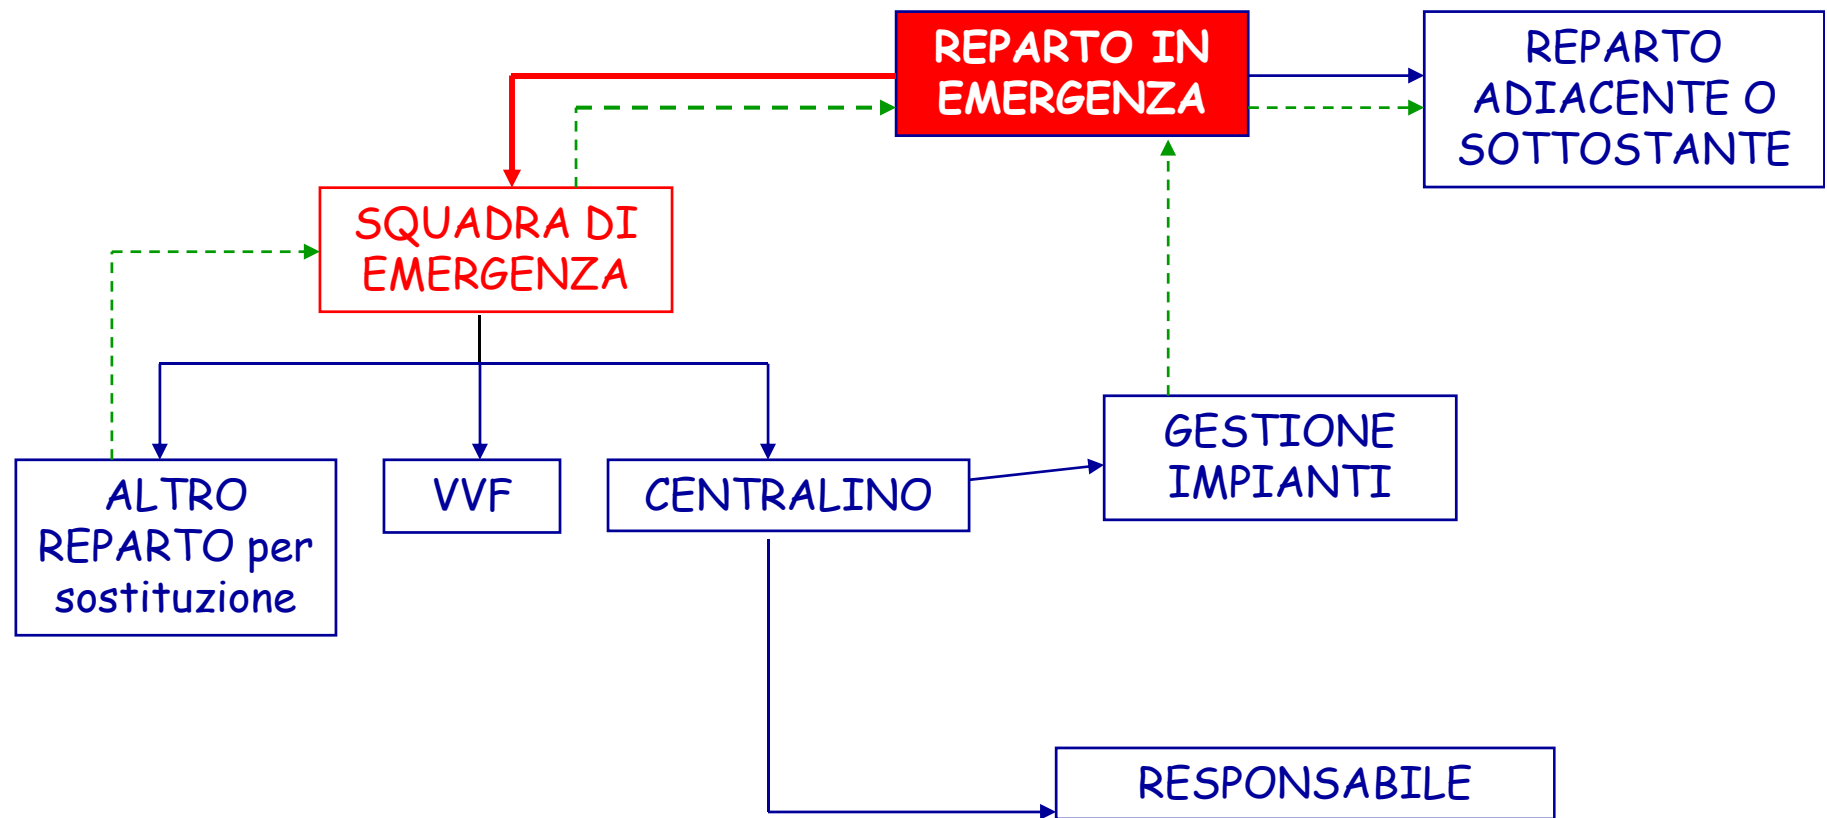 REPARTO IN
EMERGENZA
REPARTO
ADIACENTE O
SOTTOSTANTE
SQUADRA DI
EMERGENZA
GESTIONE
IMPIANTI
ALTRO
REPARTO per
sostituzione
VVF
CENTRALINO
RESPONSABILE